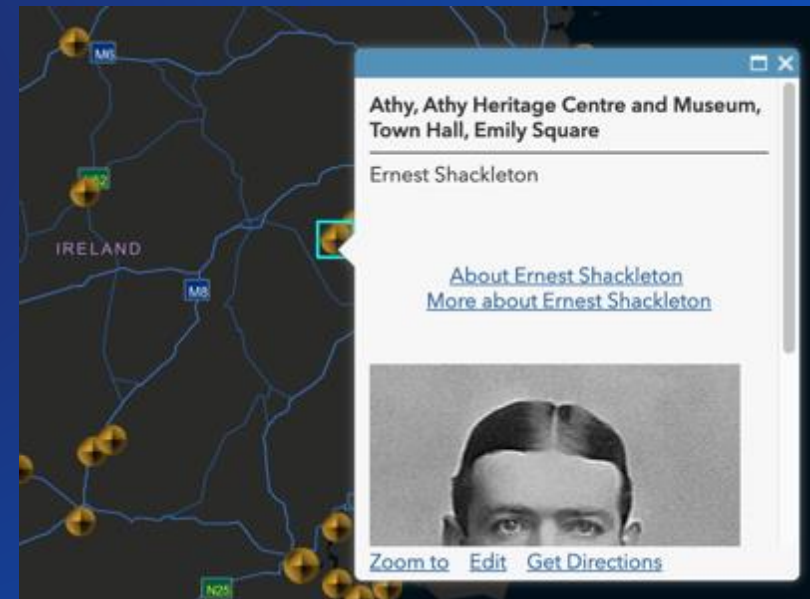 M6
IRELAND
M8
N25
Athy, Athy Heritage Centre and Museum,
Town Hall, Emily Square
Ernest Shackleton
About Ernest Shackleton
More about Ernest Shackleton
Zoom to Edit Get Directions